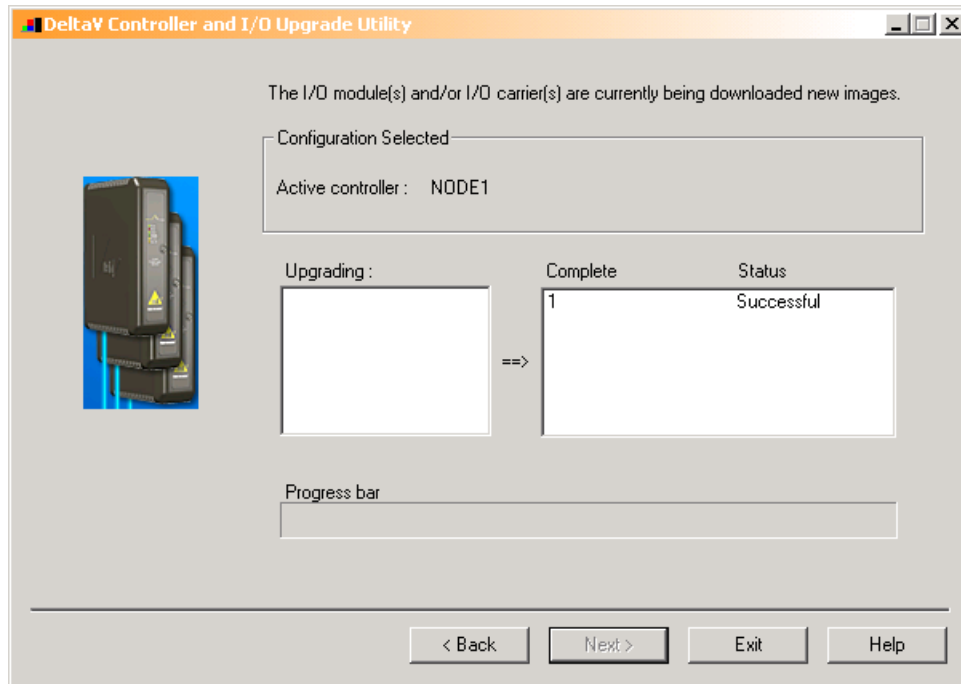 DeltaV Controller and I/O Upgrade Utility
The I/O module(s) and/or I/O carrier(s) are currently being downloaded new images.
Configuration Selected
Active controller : NODE1
Upgrading :
Complete Status
1 Successful
==>
Progress bar
< Back Next > Exit Help